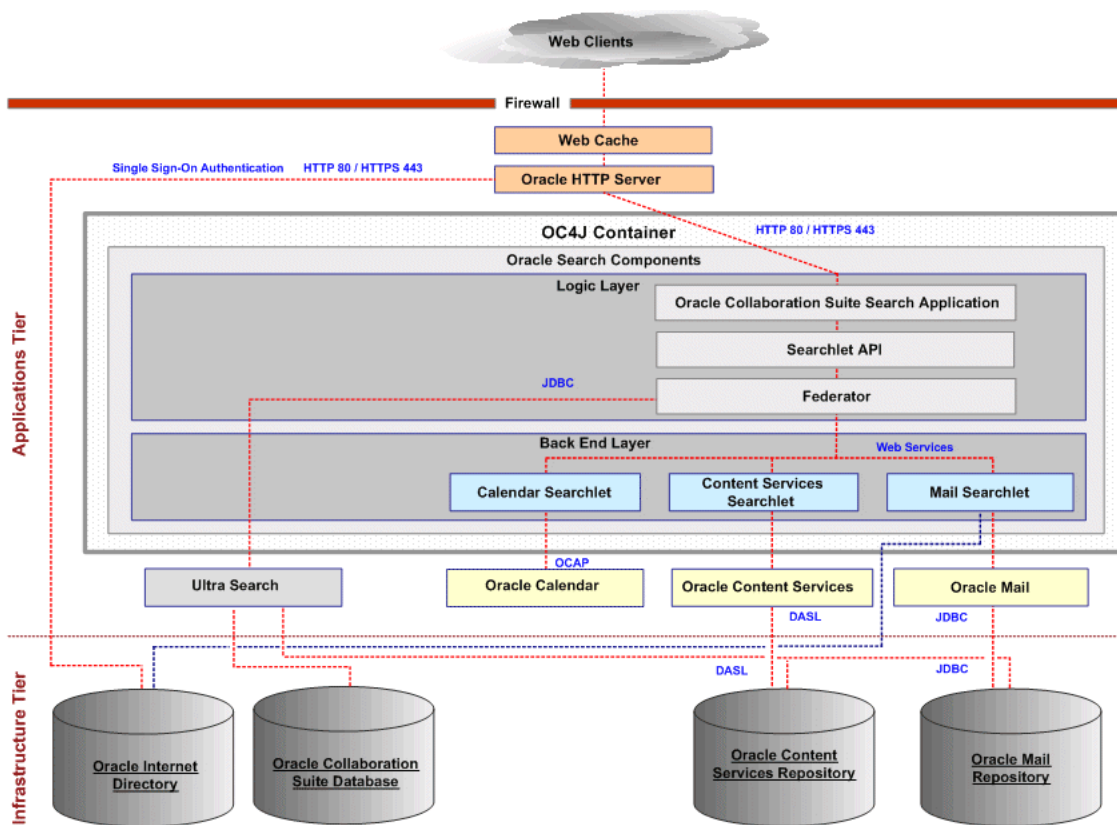 Web Clients
Firewall
Web Cache
Single Sign-On Authentication HTTP 80 / HTTPS 443
Oracle HTTP Server
OC4J Container
HTTP 80 / HTTPS 443
Oracle Search Components
Logic Layer
Oracle Collaboration Suite Search Application
Searchlet API
JDBC
Federator
Applications Tier
Back End Layer
Web Services
Calendar Searchlet
Content Services
Searchlet
Mail Searchlet
OCAP
Ultra Search
Oracle Calendar
Oracle Content Services
Oracle Mail
DASL
JDBC
DASL
JDBC
Infrastructure Tier
Oracle Internet
Directory
Oracle Collaboration
Suite Database
Oracle Content
Services Repository
Oracle Mail
Repository